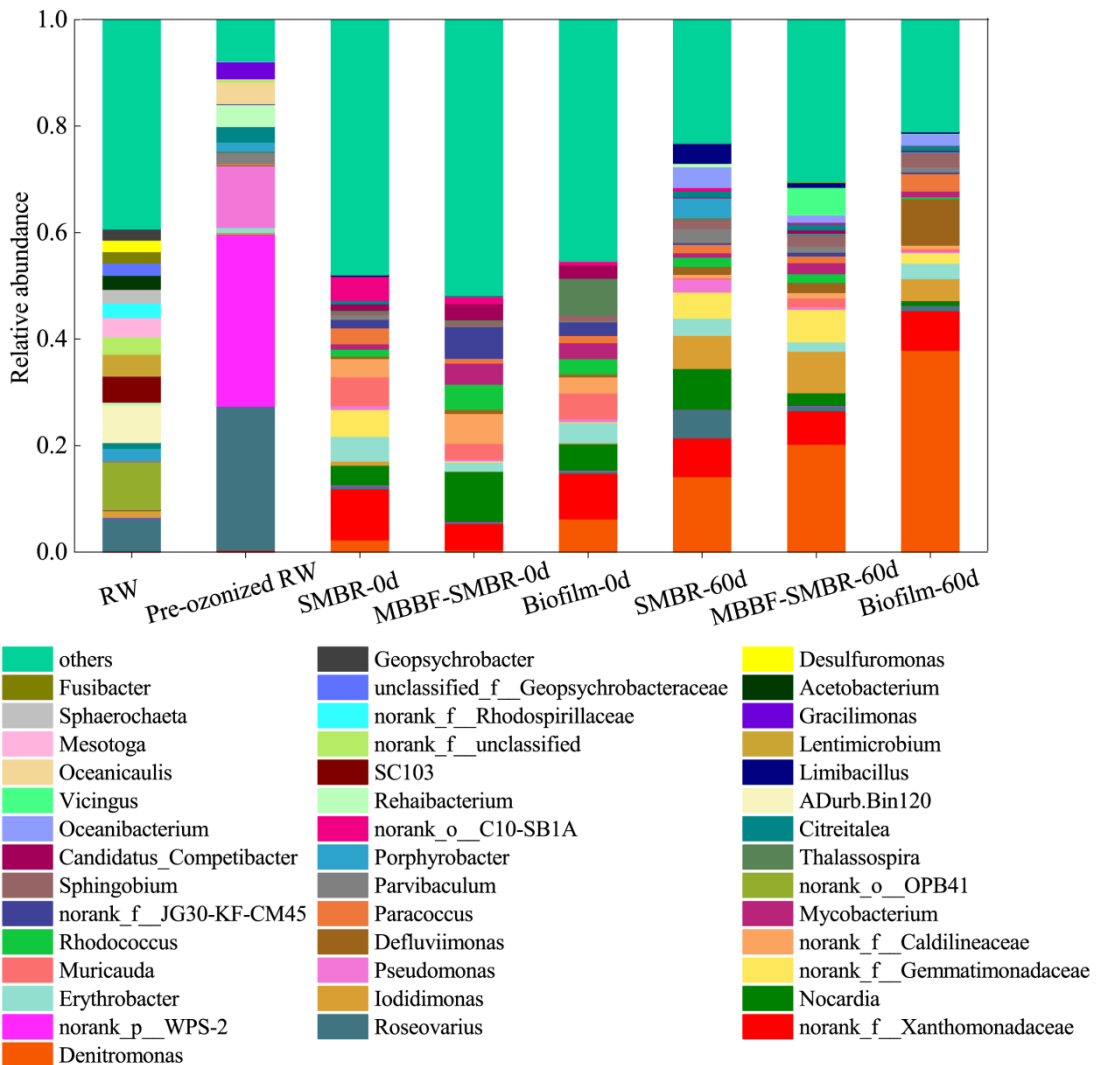 Relative abundance
1.0
0.8
0.6
0.4
0.2
0.0
RW
Pre-ozonized RW
SMBR-0d
MBBF-SMBR-0d
Biofilm-0d
SMBR-60d
MBBF-SMBR-60d
Biofilm-60d
others
Geopsychrobacter
Desulfuromonas
Fusibacter
unclassified_f__Geopsychrobacteraceae
Acetobacterium
Sphaerochaeta
norank_f__Rhodospirillaceae
Gracilimonas
Mesotoga
norank_f__unclassified
Lentimicrobium
Oceanicaulis
SC103
Limibacillus
Vicingus
Rehaibacterium
ADurb.Bin120
Oceanibacterium
norank_o__C10-SB1A
Citreitalea
Candidatus_Competibacter
Porphyrobacter
Thalassospira
Sphingobium
Parvibaculum
norank_o__OPB41
norank_f__JG30-KF-CM45
Paracoccus
Mycobacterium
Rhodococcus
Defluviimonas
norank_f__Caldilineaceae
Muricauda
Pseudomonas
norank_f__Gemmatimonadaceae
Erythrobacter
Iodidimonas
Nocardia
norank_p__WPS-2
Roseovarius
norank_f__Xanthomonadaceae
Denitromonas